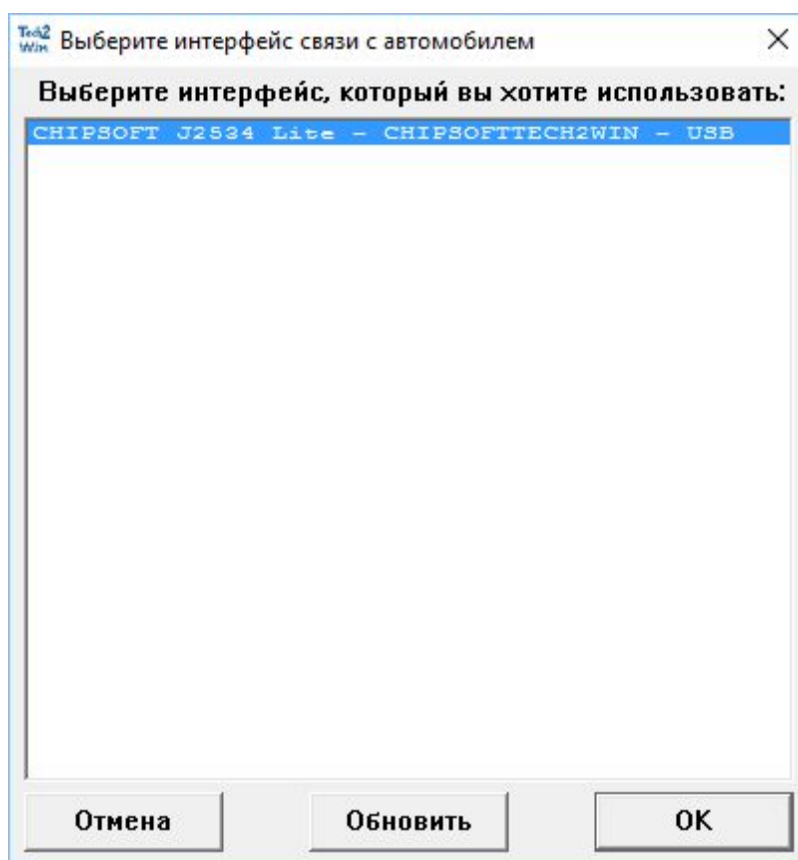 Tech2
Win
Выберите интерфейс связи с автомобилем
Выберите интерфейс, который вы хотите использовать:
CHIPSOFT J2534 Lite - CHIPSOFTTECH2WIN - USB
Отмена Обновить OK